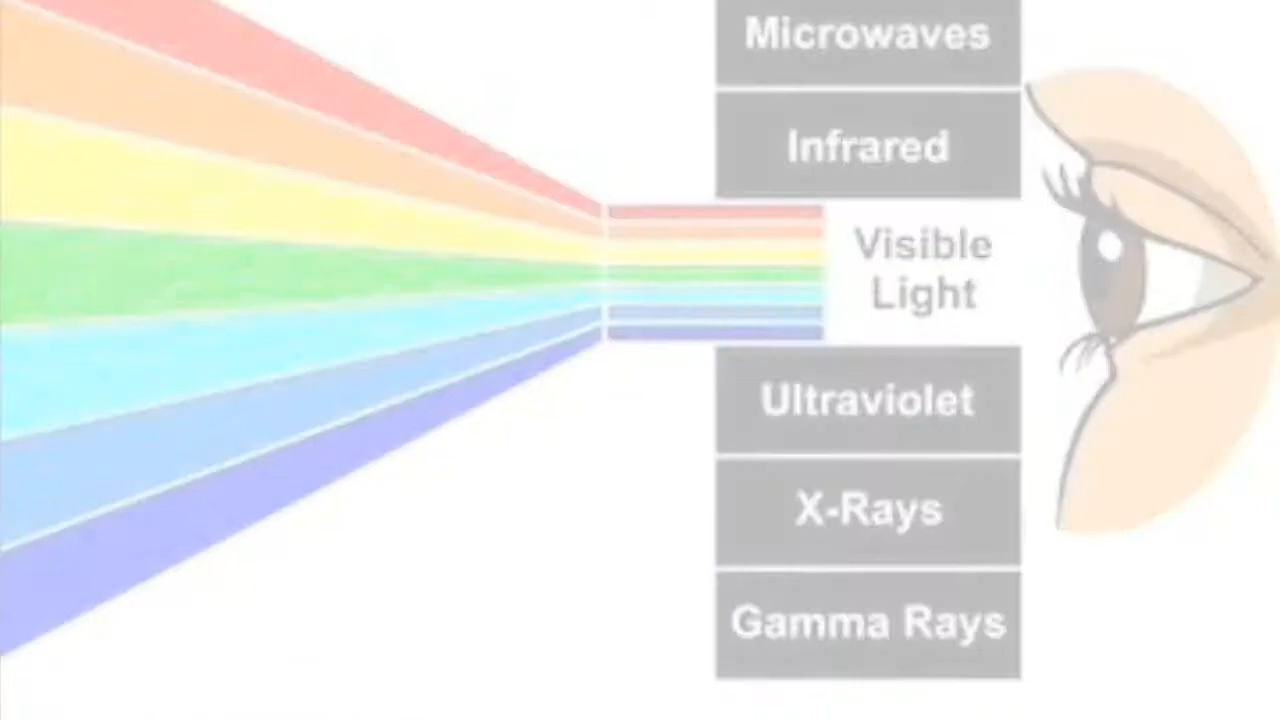 Microwaves
Infrared
Visible
Light
Ultraviolet
X-Rays
Gamma Rays